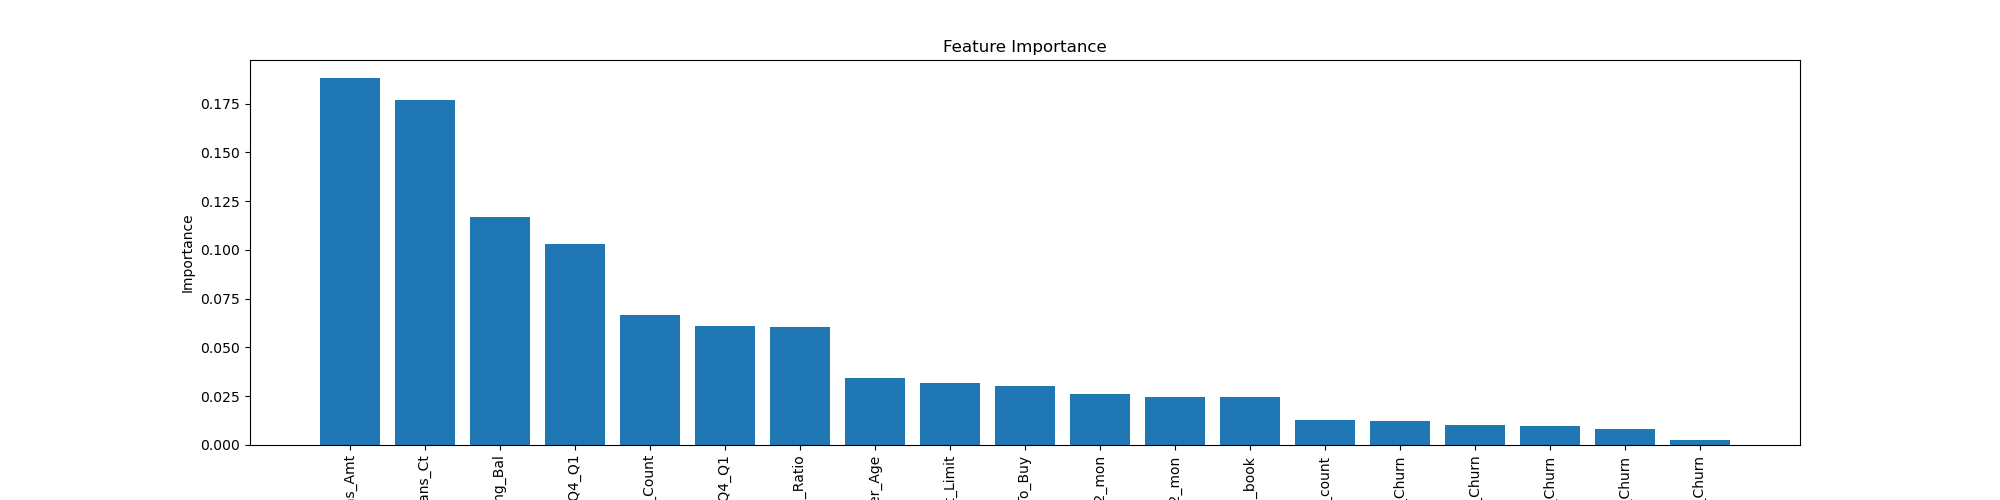 Feature Importance
Importance
0.175
0.150
0.125
0.100
0.075
0.050
0.025
0.000
s_Amt
ans_Ct
ng_Bal
Q4_Q1
_Count
Q4_Q1
_Ratio
er_Age
_Limit
o_Buy
2_mon
2_mon
_book
_count
_Churn
_Churn
_Churn
_Churn
_Churn